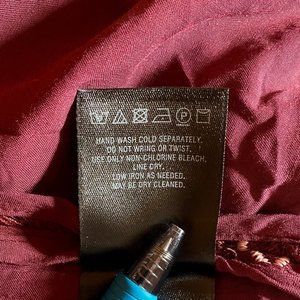 HAND WASH COLD SEPARATELY.
DO NOT WRING OR TWIST.
USE ONLY NON-CHLORINE BLEACH,
LINE DRY.
LOW IRON AS NEEDED.
MAY BE DRY CLEANED.